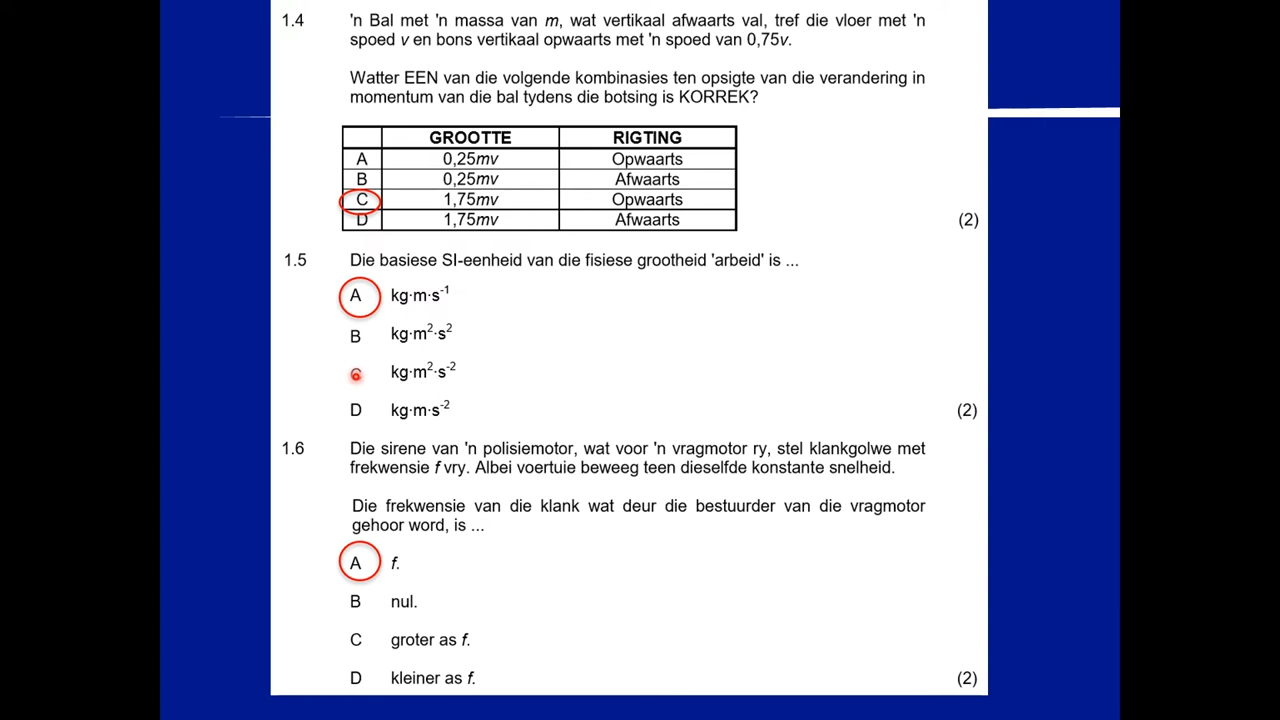 1.4 'n Bal met 'n massa van m, wat vertikaal afwaarts val, tref die vloer met 'n
spoed v en bons vertikaal opwaarts met 'n spoed van 0,75v.
Watter EEN van die volgende kombinasies ten opsigte van die verandering in
momentum van die bal tydens die botsing is KORREK?
GROOTTE RIGTING
A 0,25mv Opwaarts
B 0,25mv Afwaarts
C 1,75mv Opwaarts
D 1,75mv Afwaarts
(2)
1.5 Die basiese SI-eenheid van die fisiese grootheid 'arbeid' is ...
A kg·m·s⁻¹
B kg·m²·s²
C kg·m²·s⁻²
D kg·m·s⁻² (2)
1.6 Die sirene van 'n polisiemotor, wat voor 'n vragmotor ry, stel klankgolwe met
frekwensie f vry. Albei voertuie beweeg teen dieselfde konstante snelheid.
Die frekwensie van die klank wat deur die bestuurder van die vragmotor
gehoor word, is ...
A f.
B nul.
C groter as f.
D kleiner as f. (2)